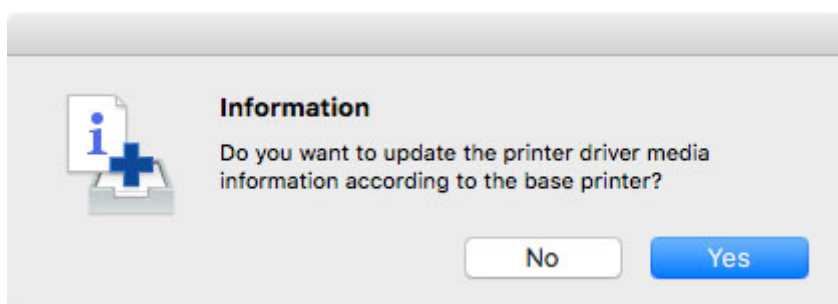 i
Information
Do you want to update the printer driver media
information according to the base printer?
No Yes